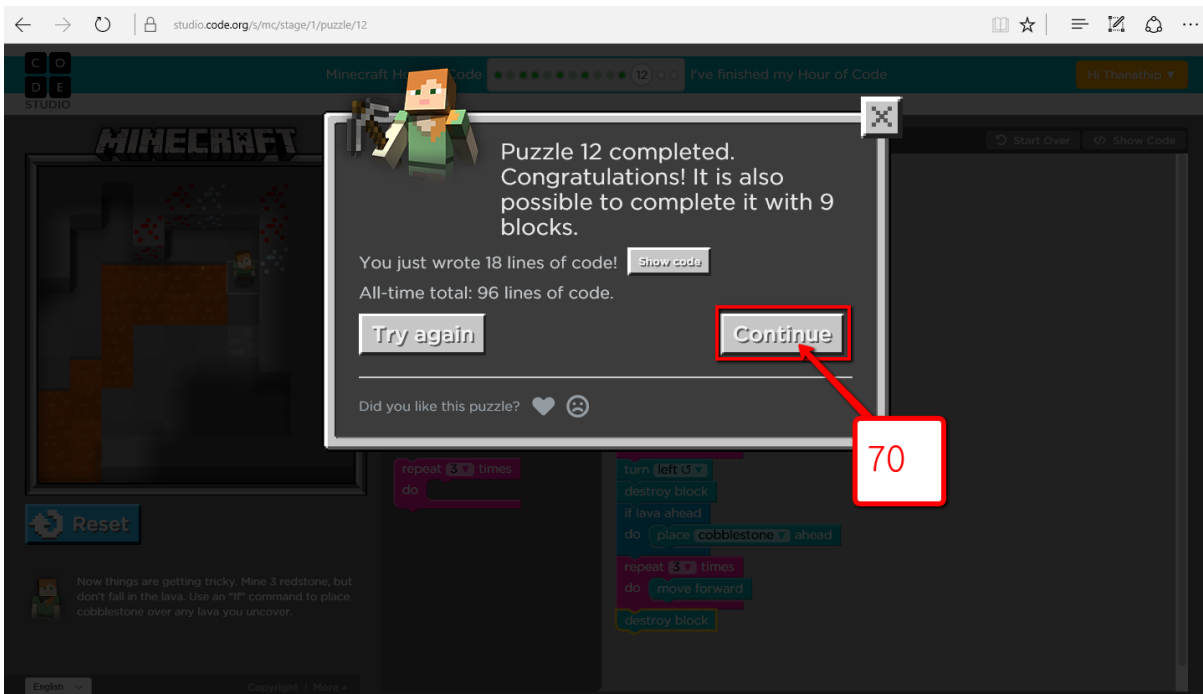 studio.code.org/s/mc/stage/1/puzzle/12
C O
D E
STUDIO
Minecraft Hour of Code 12 I've finished my Hour of Code
Hi Thanathip ▼
MINECRAFT
Start Over </> Show Code
Puzzle 12 completed.
Congratulations! It is also
possible to complete it with 9
blocks.
You just wrote 18 lines of code! Show code
All-time total: 96 lines of code.
Try again Continue
Did you like this puzzle?
70
repeat 3 ▼ times
do
turn left ↺ ▼
destroy block
if lava ahead
do place cobblestone ▼ ahead
repeat 3 ▼ times
do move forward
destroy block
Reset
Now things are getting tricky. Mine 3 redstone, but
don't fall in the lava. Use an "If" command to place
cobblestone over any lava you uncover.
English Copyright | More